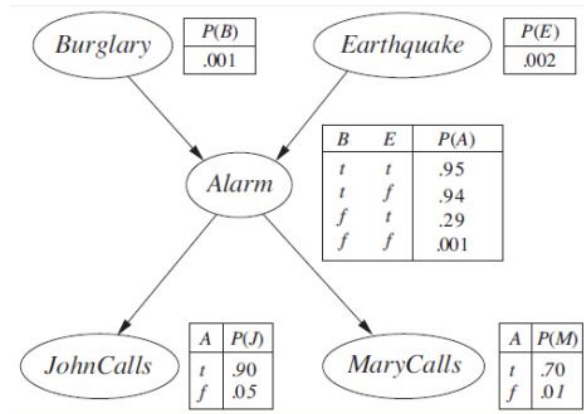 Burglary
P(B)
.001
Earthquake
P(E)
.002
Alarm
B E P(A)
t t .95
t f .94
f t .29
f f .001
JohnCalls
A P(J)
t .90
f .05
MaryCalls
A P(M)
t .70
f .01